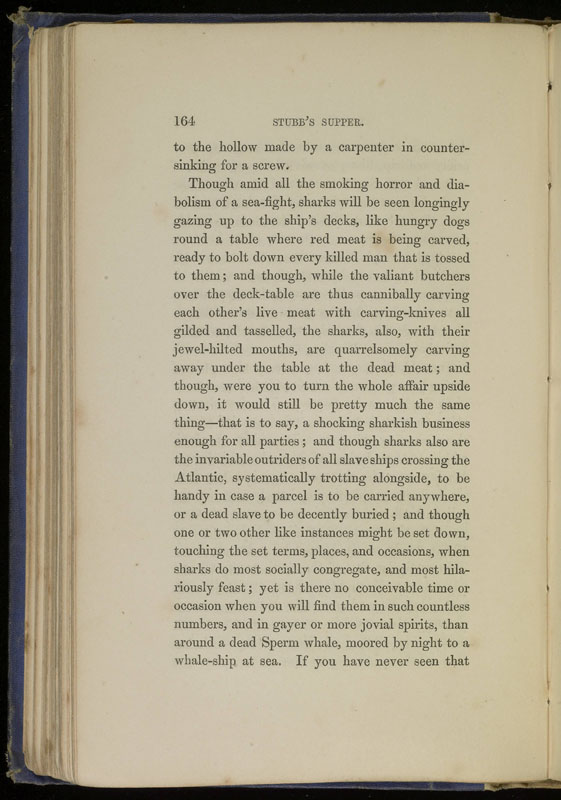 164 STUBB'S SUPPER.
to the hollow made by a carpenter in counter-
sinking for a screw.
Though amid all the smoking horror and dia-
bolism of a sea-fight, sharks will be seen longingly
gazing up to the ship's decks, like hungry dogs
round a table where red meat is being carved,
ready to bolt down every killed man that is tossed
to them; and though, while the valiant butchers
over the deck-table are thus cannibally carving
each other's live meat with carving-knives all
gilded and tasselled, the sharks, also, with their
jewel-hilted mouths, are quarrelsomely carving
away under the table at the dead meat; and
though, were you to turn the whole affair upside
down, it would still be pretty much the same
thing—that is to say, a shocking sharkish business
enough for all parties; and though sharks also are
the invariable outriders of all slave ships crossing the
Atlantic, systematically trotting alongside, to be
handy in case a parcel is to be carried anywhere,
or a dead slave to be decently buried; and though
one or two other like instances might be set down,
touching the set terms, places, and occasions, when
sharks do most socially congregate, and most hila-
riously feast; yet is there no conceivable time or
occasion when you will find them in such countless
numbers, and in gayer or more jovial spirits, than
around a dead Sperm whale, moored by night to a
whale-ship at sea. If you have never seen that